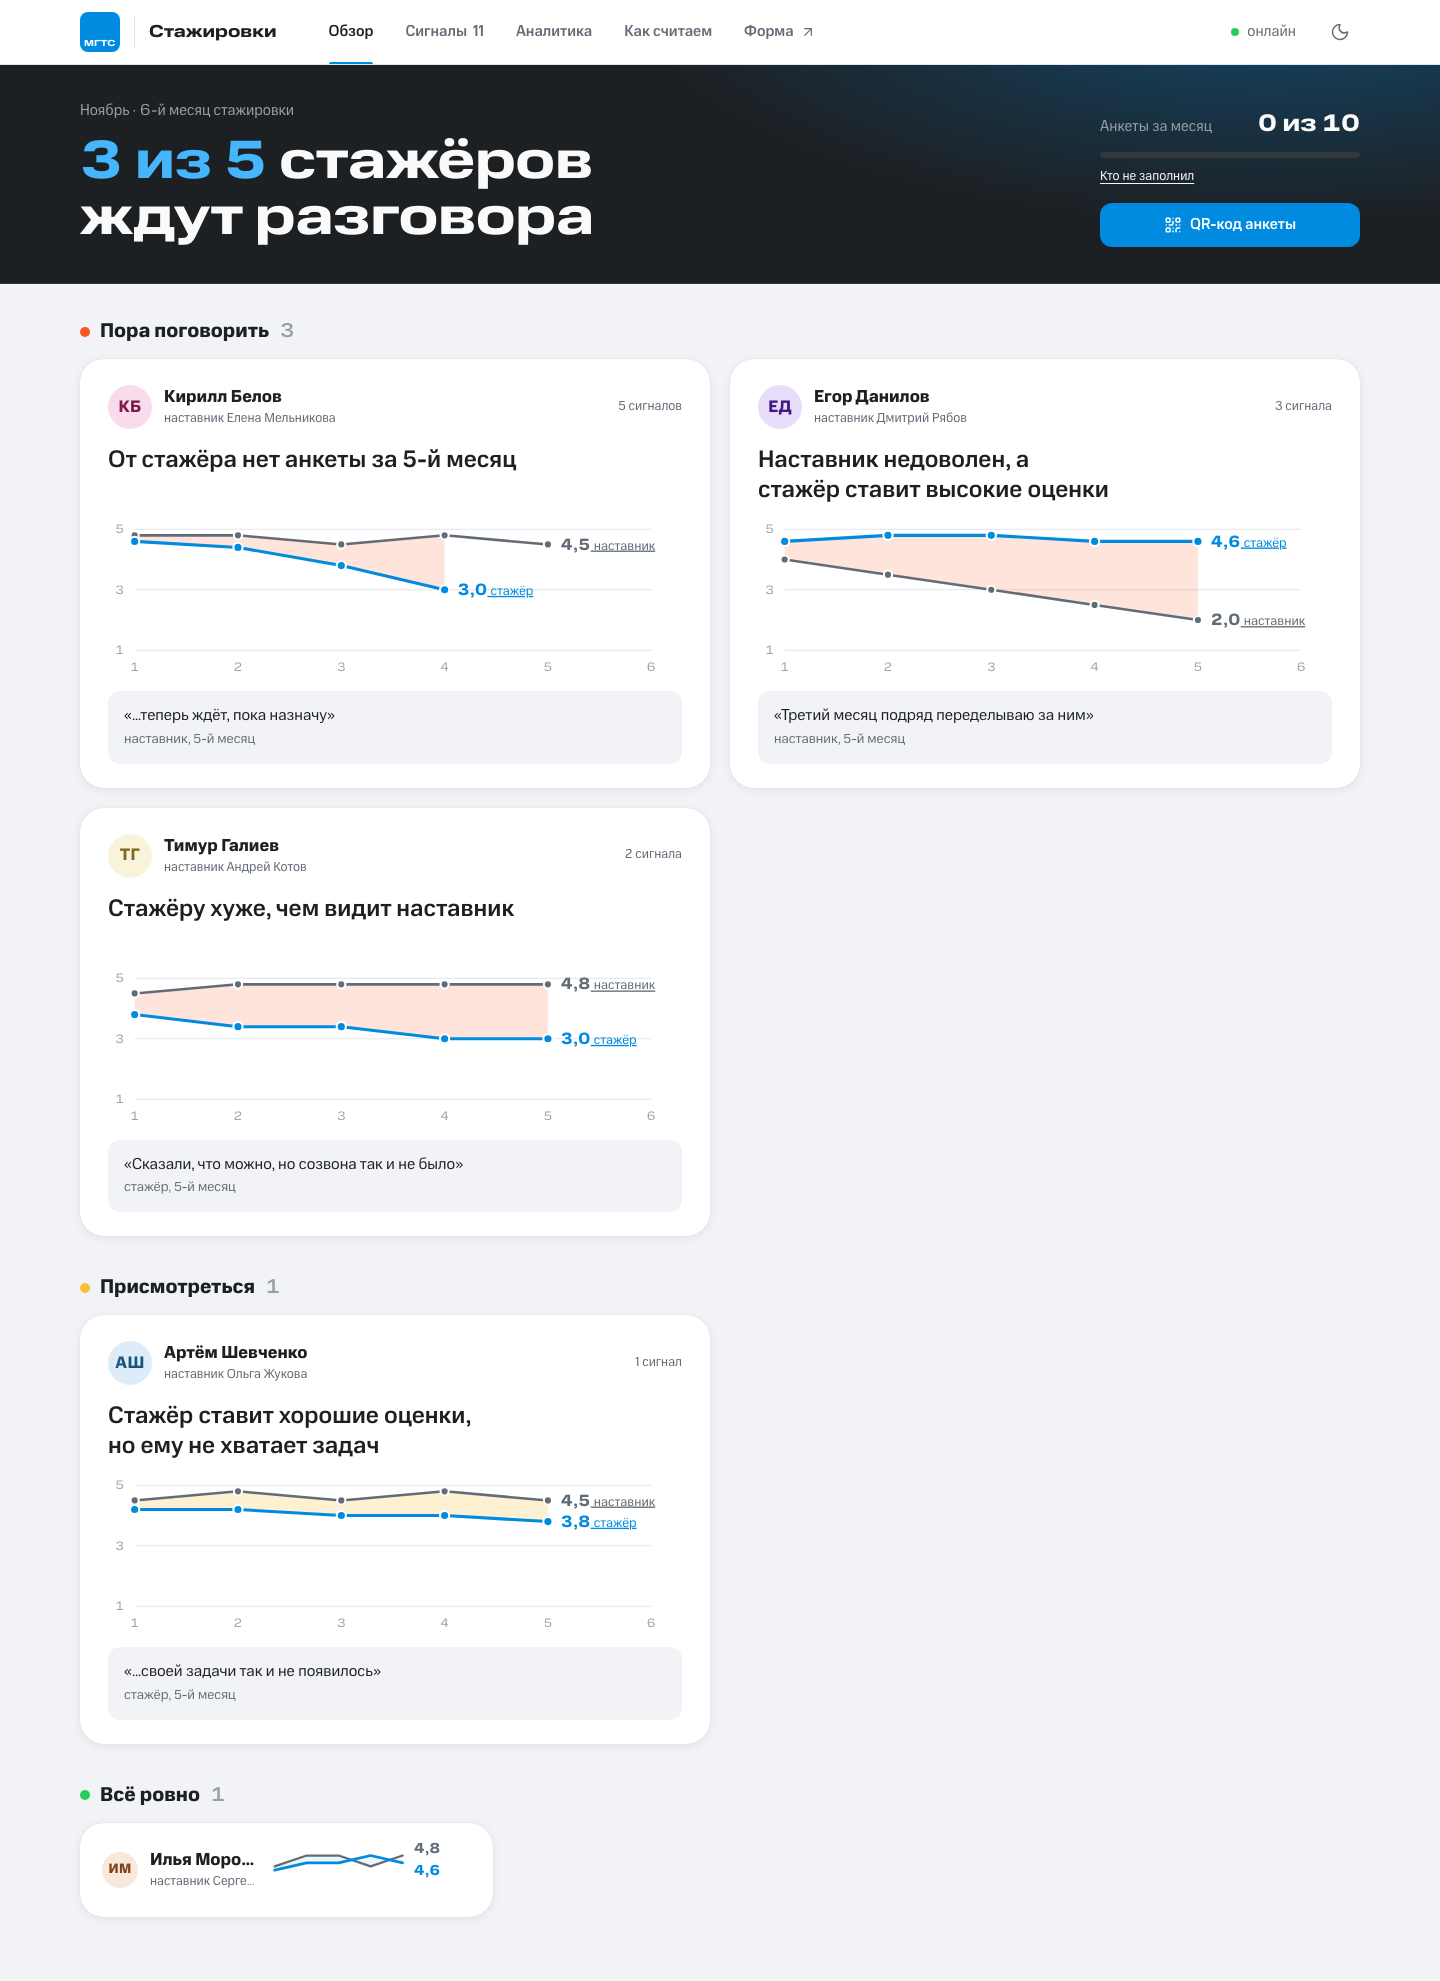 МГТС
Стажировки
Обзор
Сигналы 11
Аналитика
Как считаем
Форма
онлайн
Ноябрь · 6-й месяц стажировки
3 из 5 стажёров
ждут разговора
Анкеты за месяц 0 из 10
Кто не заполнил
QR-код анкеты
Пора поговорить 3
КБ
Кирилл Белов
наставник Елена Мельникова
5 сигналов
От стажёра нет анкеты за 5-й месяц
5
4,5 наставник
3
3,0 стажёр
1
1 2 3 4 5 6
«…теперь ждёт, пока назначу»
наставник, 5-й месяц
ЕД
Егор Данилов
наставник Дмитрий Рябов
3 сигнала
Наставник недоволен, а
стажёр ставит высокие оценки
5
4,6 стажёр
3
2,0 наставник
1
1 2 3 4 5 6
«Третий месяц подряд переделываю за ним»
наставник, 5-й месяц
ТГ
Тимур Галиев
наставник Андрей Котов
2 сигнала
Стажёру хуже, чем видит наставник
5
4,8 наставник
3
3,0 стажёр
1
1 2 3 4 5 6
«Сказали, что можно, но созвона так и не было»
стажёр, 5-й месяц
Присмотреться 1
АШ
Артём Шевченко
наставник Ольга Жукова
1 сигнал
Стажёр ставит хорошие оценки,
но ему не хватает задач
5
4,5 наставник
3,8 стажёр
3
1
1 2 3 4 5 6
«…своей задачи так и не появилось»
стажёр, 5-й месяц
Всё ровно 1
ИМ
Илья Моро…
наставник Серге…
4,8
4,6